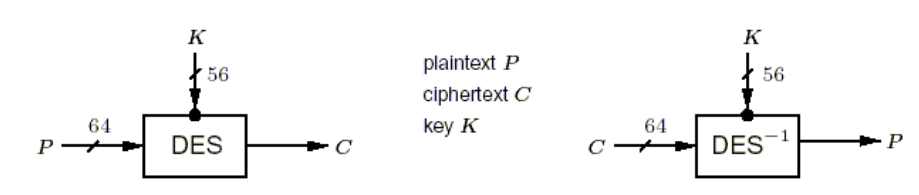 K
56
64
P
DES
C
plaintext P
ciphertext C
key K
K
56
64
C
DES⁻¹
P